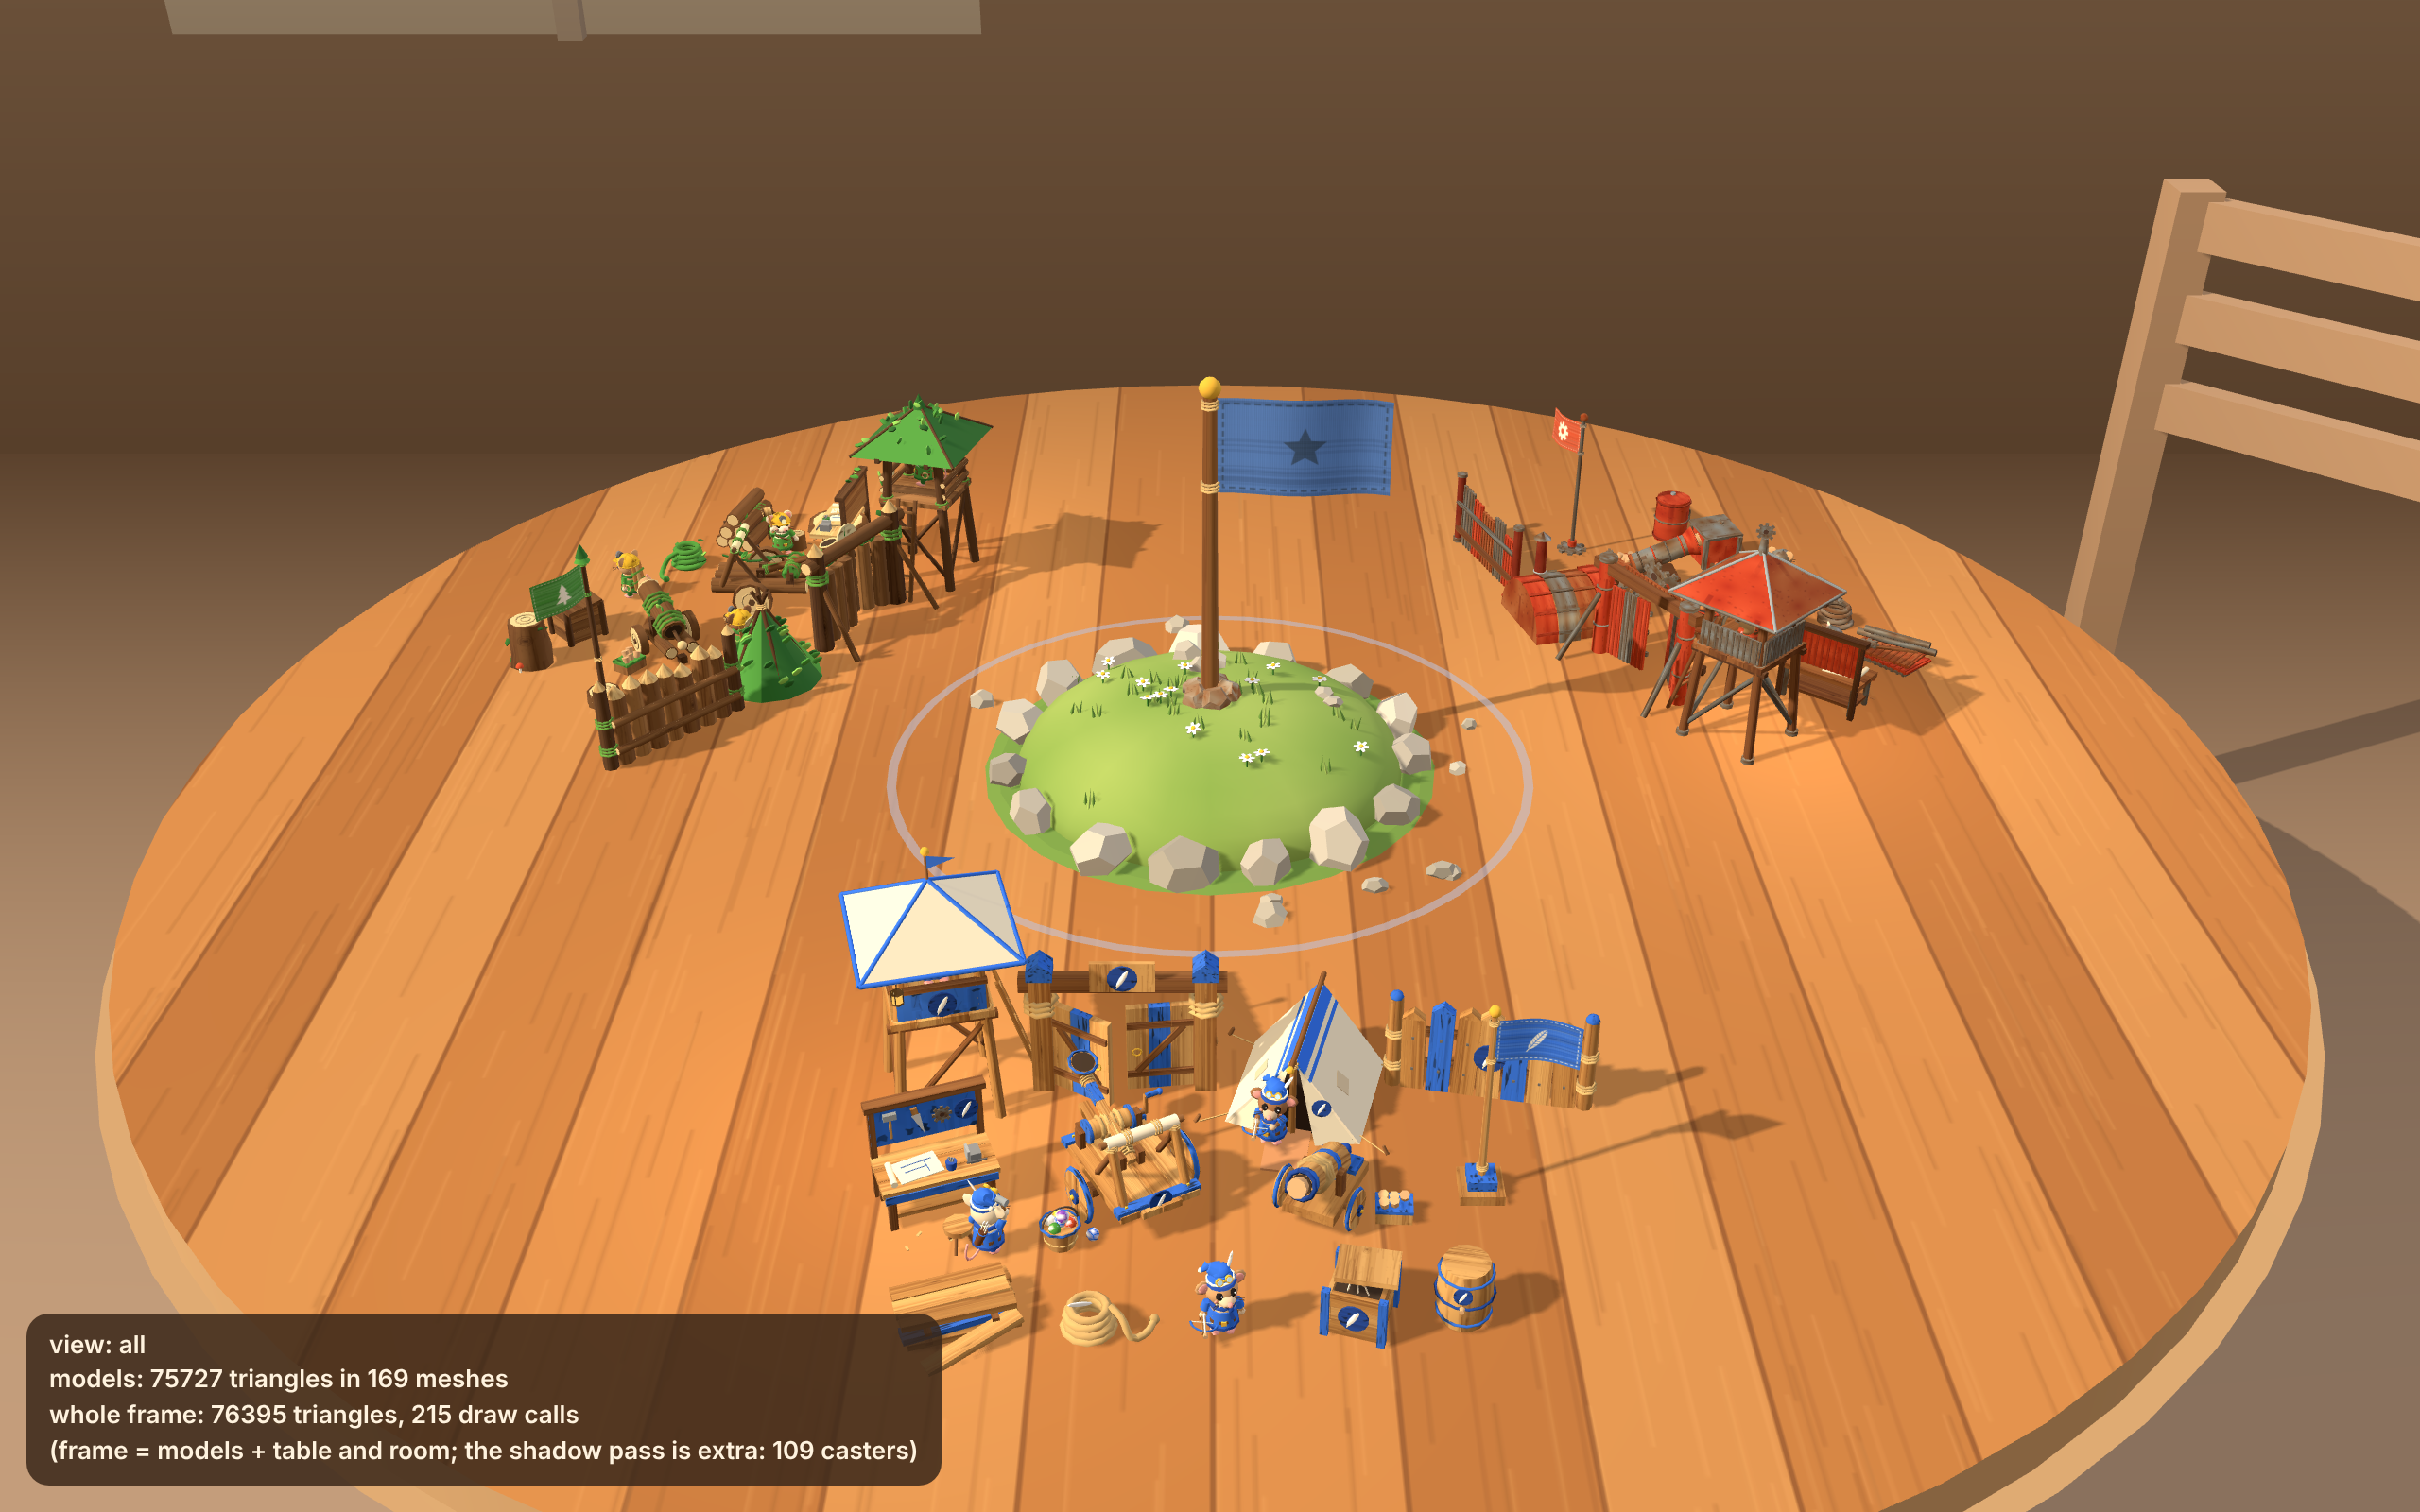 view: all
models: 75727 triangles in 169 meshes
whole frame: 76395 triangles, 215 draw calls
(frame = models + table and room; the shadow pass is extra: 109 casters)